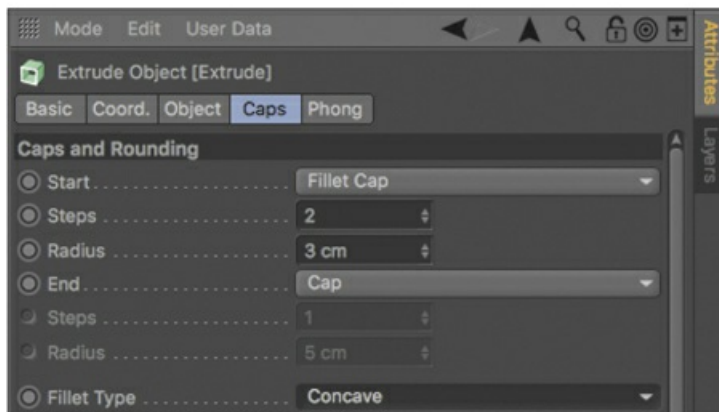 Mode Edit User Data
Extrude Object [Extrude]
Basic Coord. Object Caps Phong
Caps and Rounding
Start Fillet Cap
Steps 2
Radius 3 cm
End Cap
Steps 1
Radius 5 cm
Fillet Type Concave
Attributes
Layers